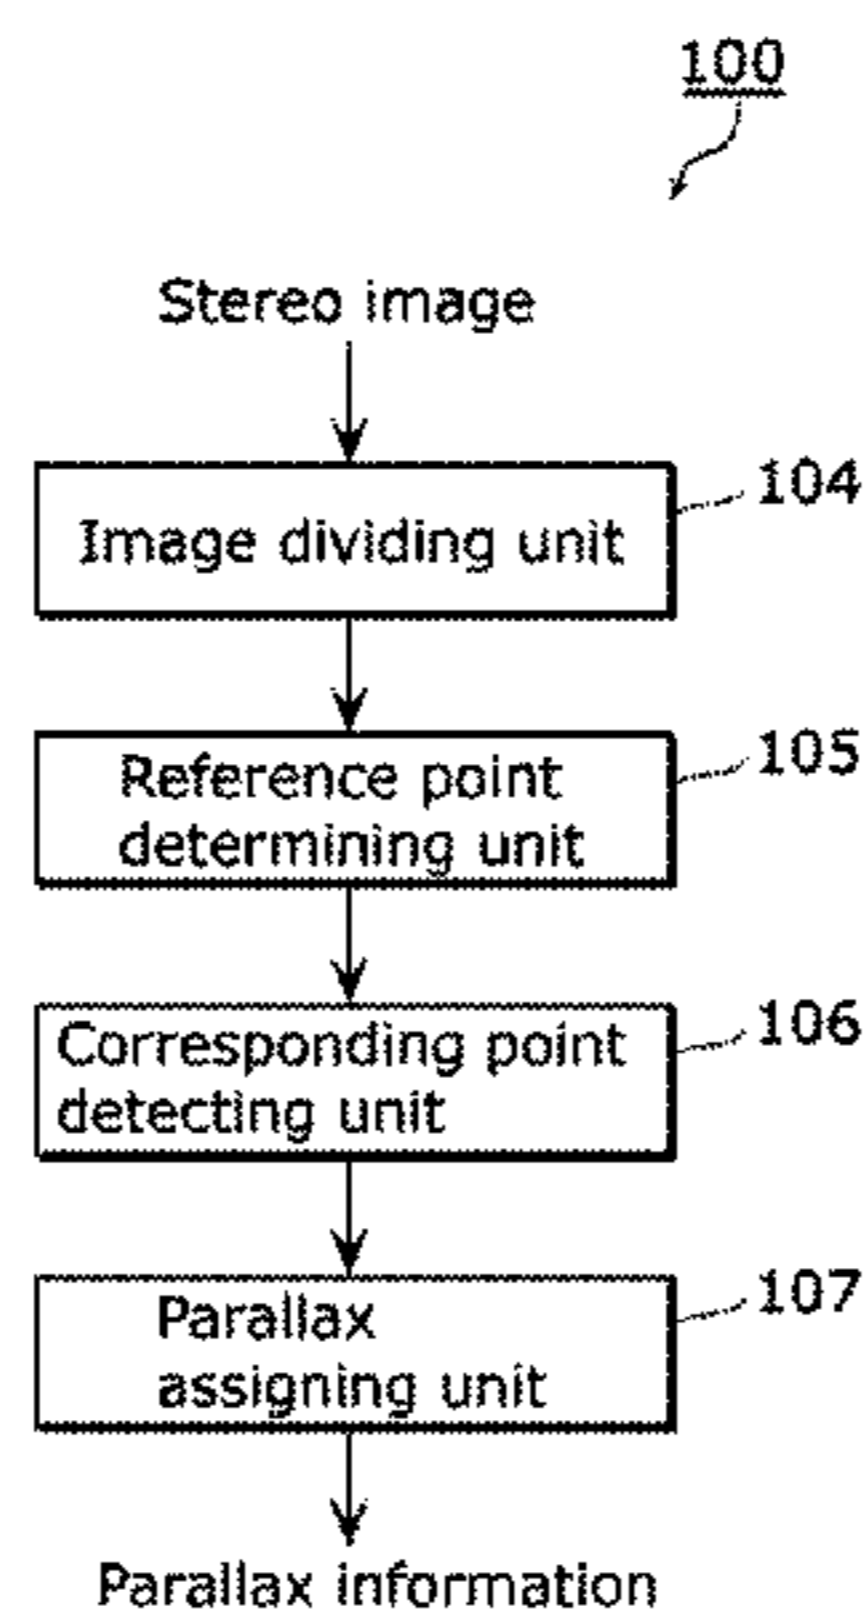 100
Stereo image
104
Image dividing unit
105
Reference point
determining unit
106
Corresponding point
detecting unit
107
Parallax
assigning unit
Parallax information